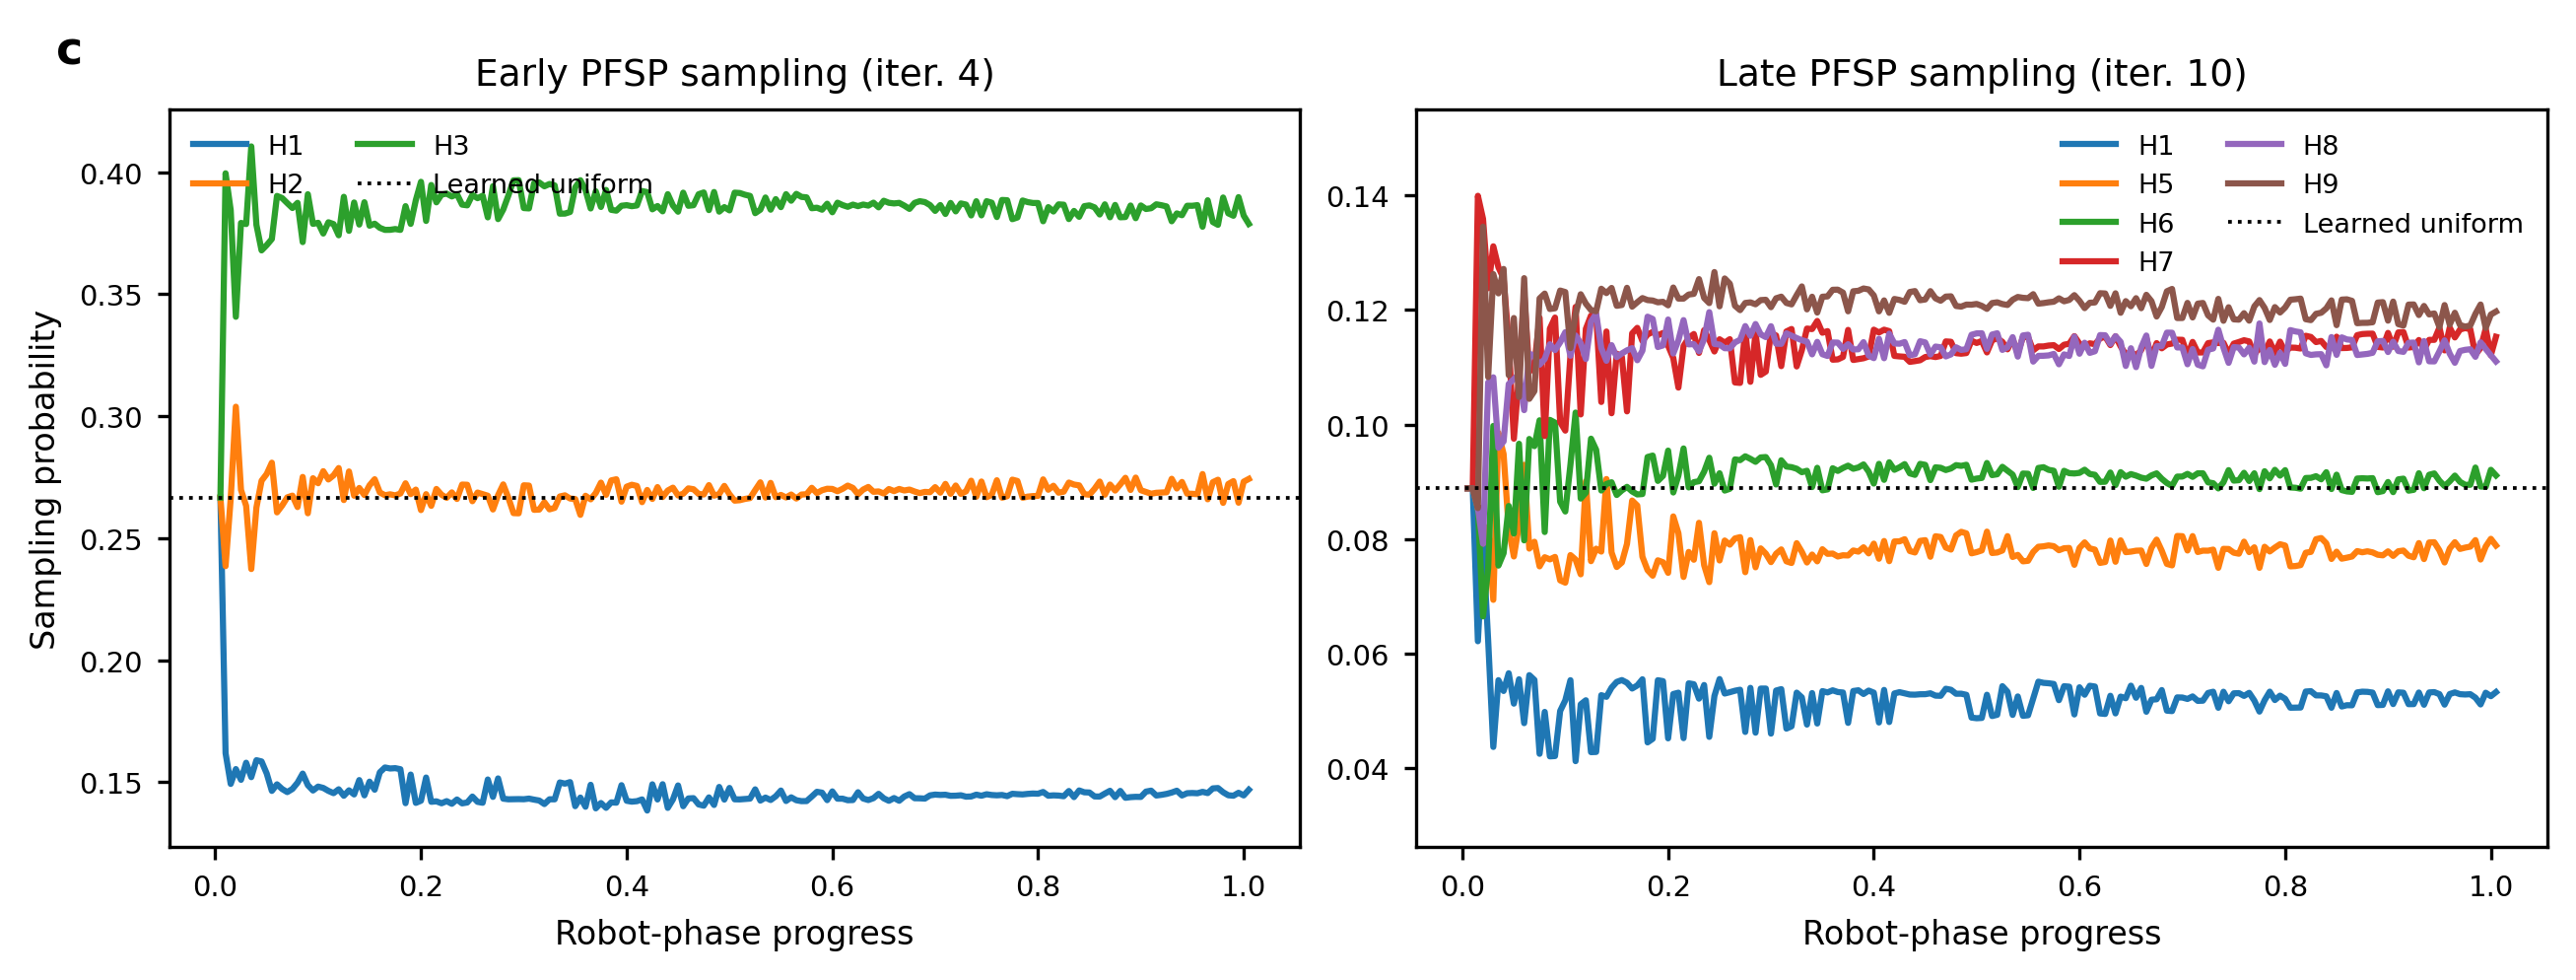 c
Early PFSP sampling (iter. 4)
Sampling probability
0.40
0.35
0.30
0.25
0.20
0.15
H1
H2
H3
Learned uniform
0.0 0.2 0.4 0.6 0.8 1.0
Robot-phase progress
Late PFSP sampling (iter. 10)
0.14
0.12
0.10
0.08
0.06
0.04
H1
H5
H6
H7
H8
H9
Learned uniform
0.0 0.2 0.4 0.6 0.8 1.0
Robot-phase progress